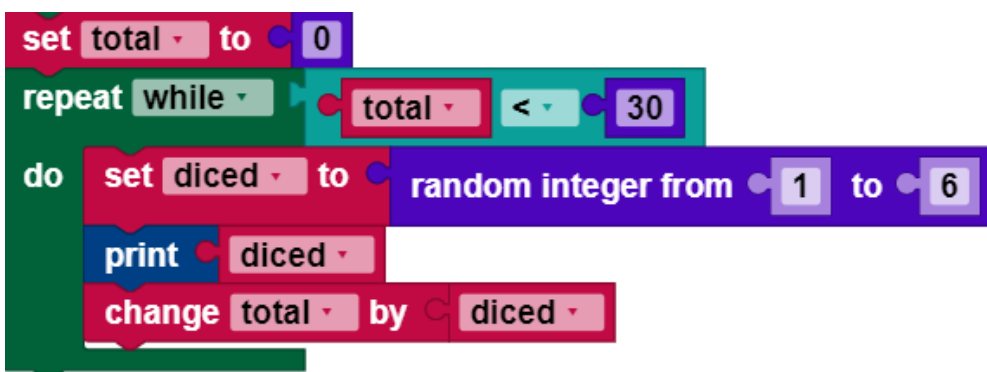 set total to 0
repeat while total < 30
do set diced to random integer from 1 to 6
print diced
change total by diced